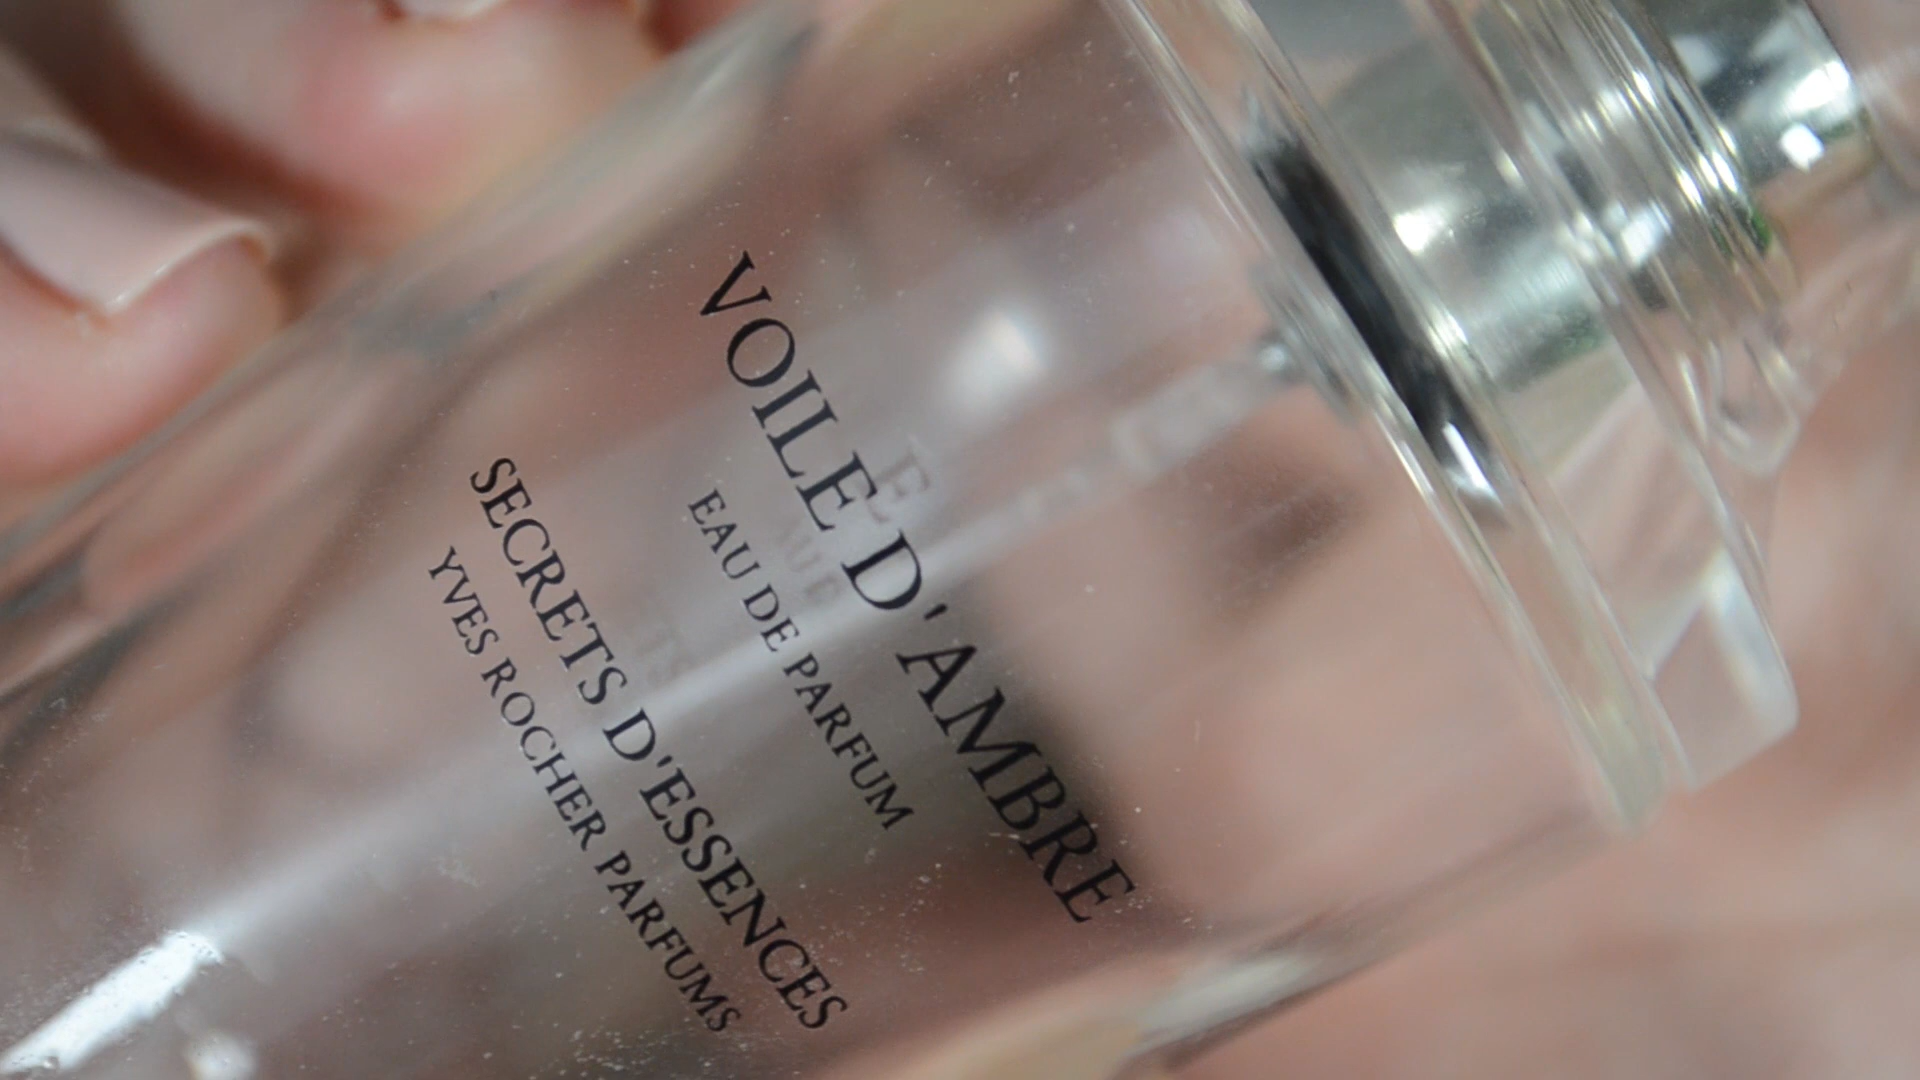 VOILE D'AMBRE
EAU DE PARFUM
SECRETS D'ESSENCES
YVES ROCHER PARFUMS